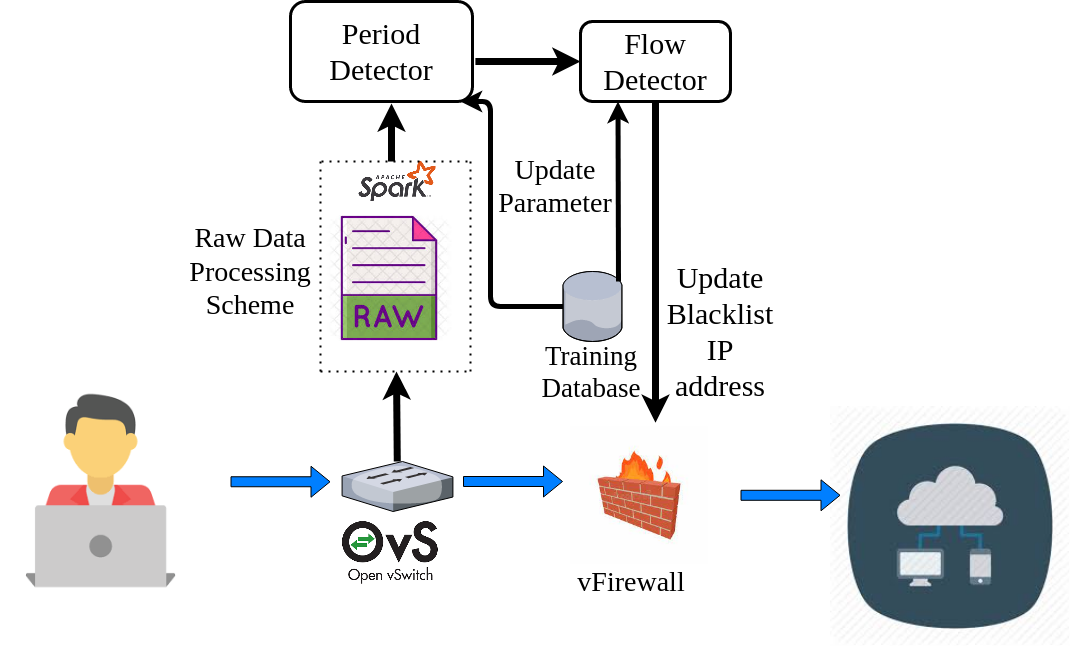 Period
Detector
Flow
Detector
Update
Parameter
APACHE
Spark
Raw Data
Processing
Scheme
RAW
Update
Blacklist
IP
address
Training
Database
OvS
Open vSwitch
vFirewall